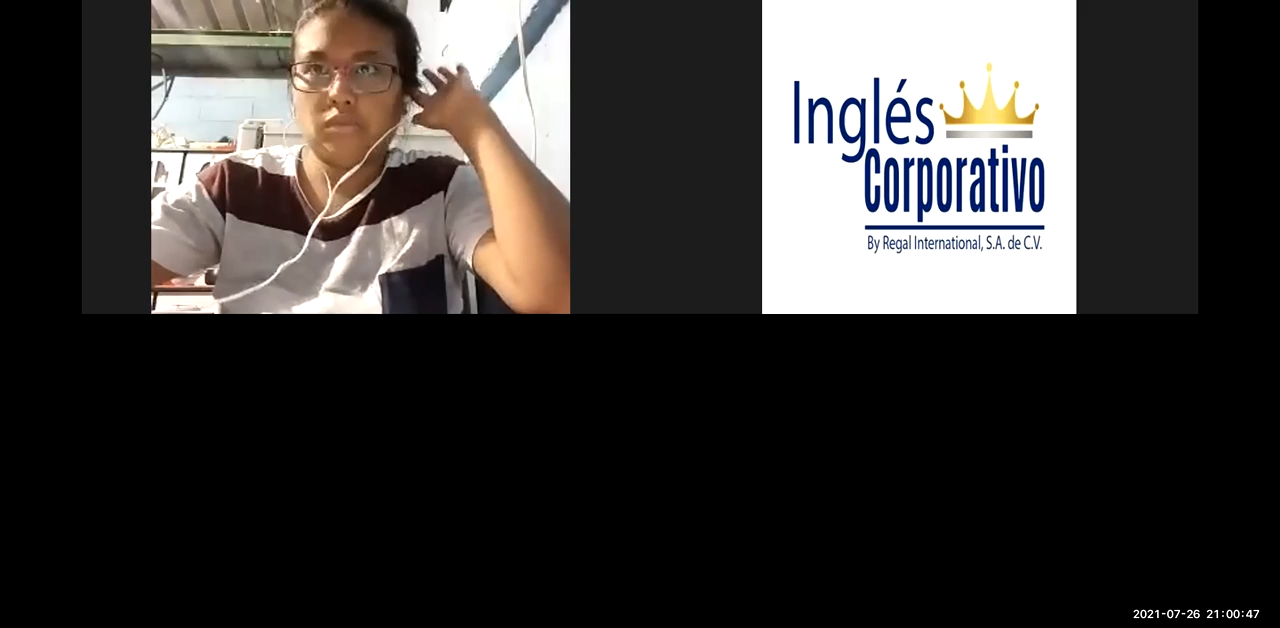 Inglés
Corporativo
By Regal International, S.A. de C.V.
2021-07-26 21:00:47